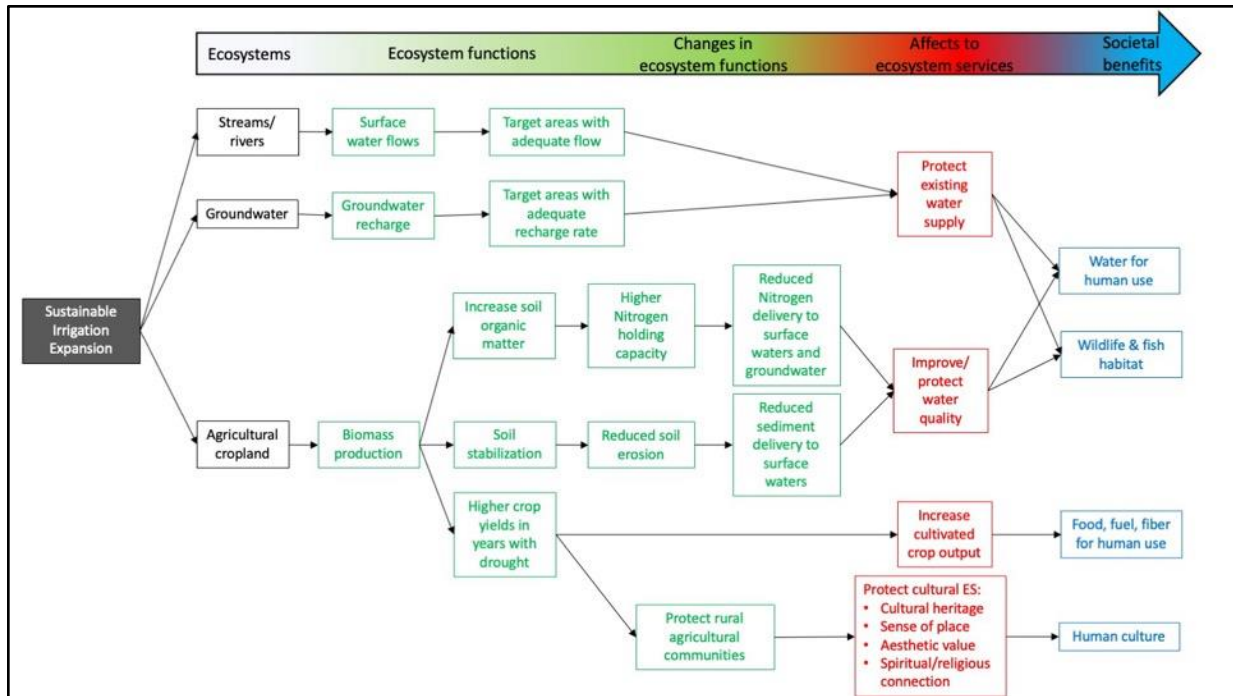 Ecosystems
Ecosystem functions
Changes in
ecosystem functions
Affects to
ecosystem services
Societal
benefits
Streams/
rivers
Surface
water flows
Target areas with
adequate flow
Protect
existing
water
supply
Groundwater
Groundwater
recharge
Target areas with
adequate
recharge rate
Water for
human use
Sustainable
Irrigation
Expansion
Increase soil
organic
matter
Higher
Nitrogen
holding
capacity
Reduced
Nitrogen
delivery to
surface
waters and
groundwater
Wildlife & fish
habitat
Improve/
protect
water
quality
Agricultural
cropland
Biomass
production
Soil
stabilization
Reduced soil
erosion
Reduced
sediment
delivery to
surface
waters
Higher crop
yields in
years with
drought
Increase
cultivated
crop output
Food, fuel, fiber
for human use
Protect rural
agricultural
communities
Protect cultural ES:
• Cultural heritage
• Sense of place
• Aesthetic value
• Spiritual/religious
connection
Human culture